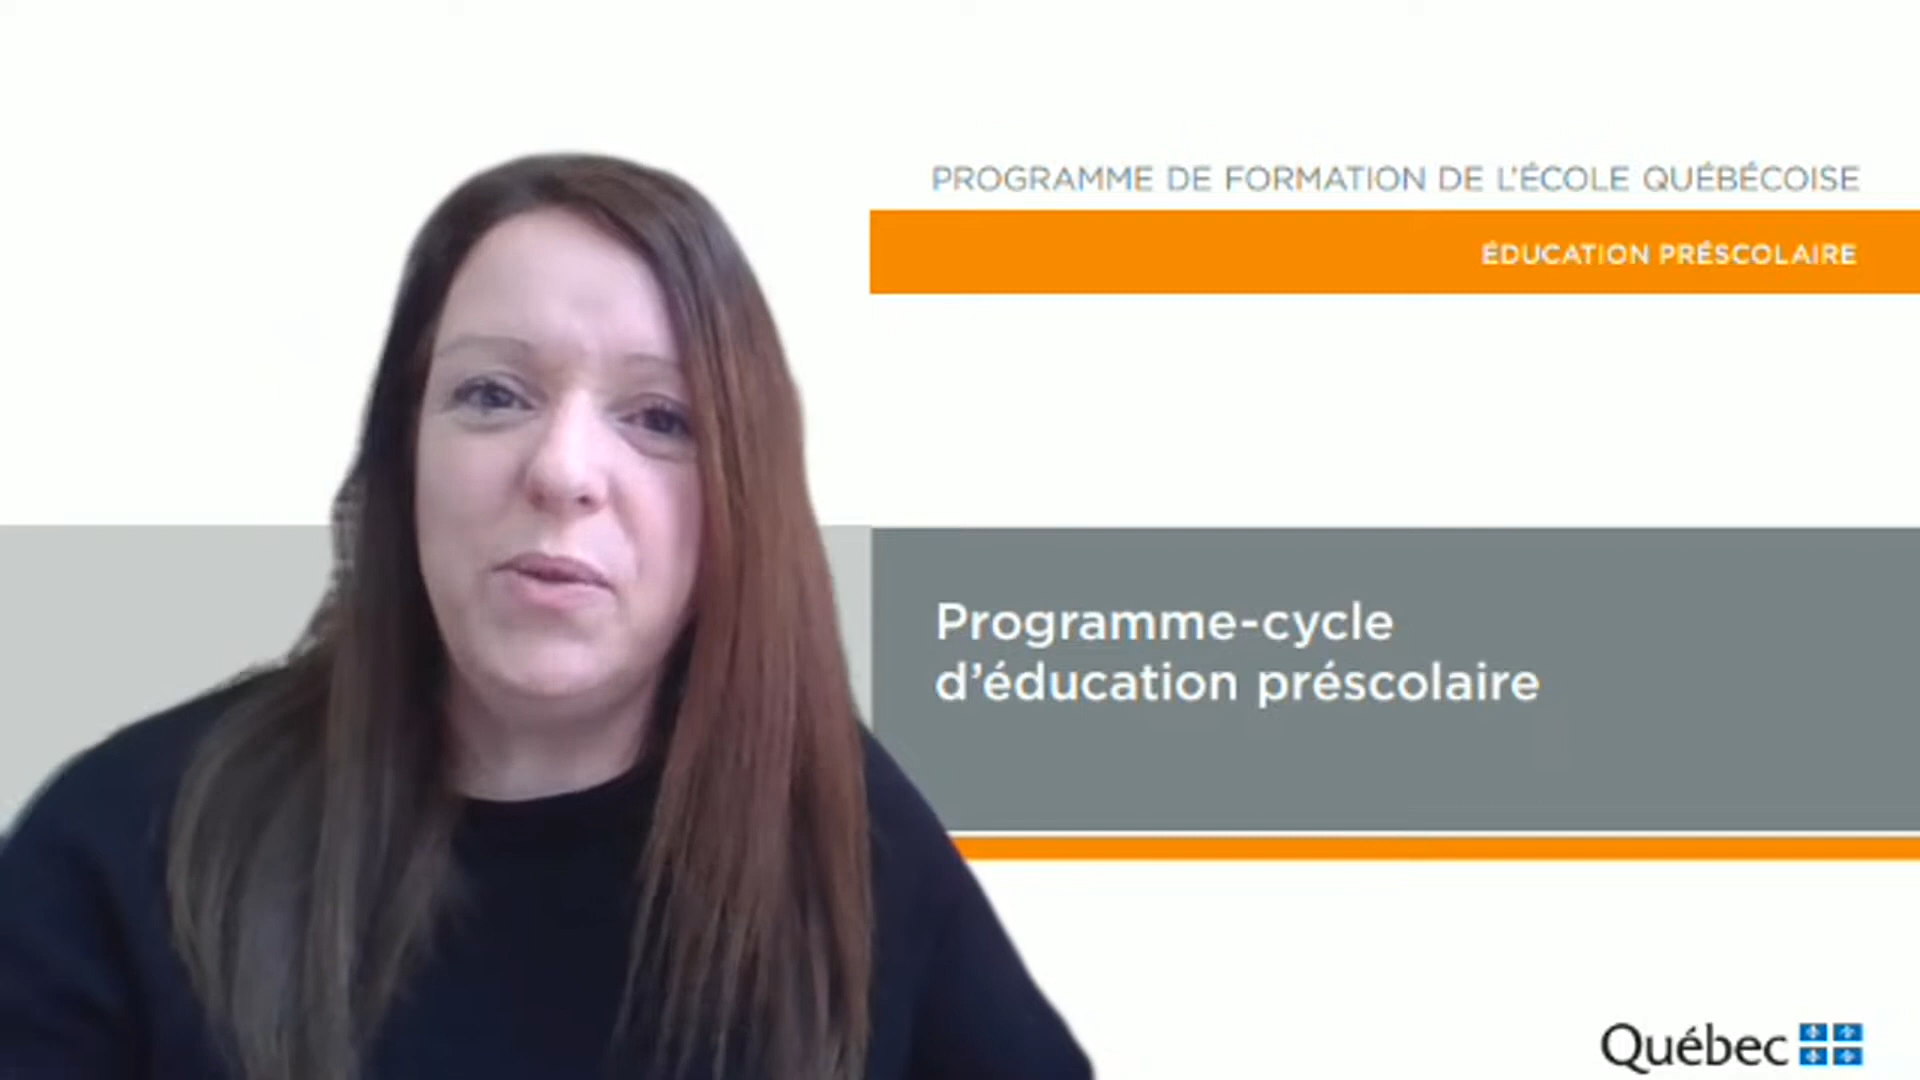 PROGRAMME DE FORMATION DE L'ÉCOLE QUÉBÉCOISE
ÉDUCATION PRÉSCOLAIRE
Programme-cycle
d'éducation préscolaire
Québec